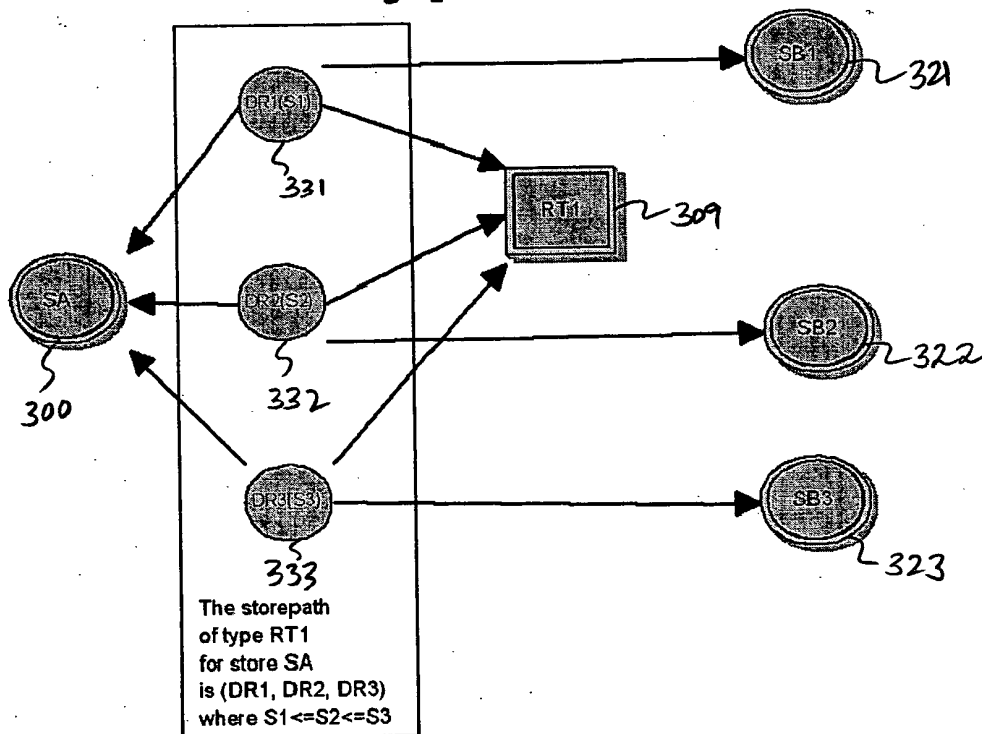 SB1
321
DR1(S1)
331
RT1
309
SA
300
DR2(S2)
332
SB2
322
DR3(S3)
333
SB3
323
The storepath
of type RT1
for store SA
is (DR1, DR2, DR3)
where S1<=S2<=S3